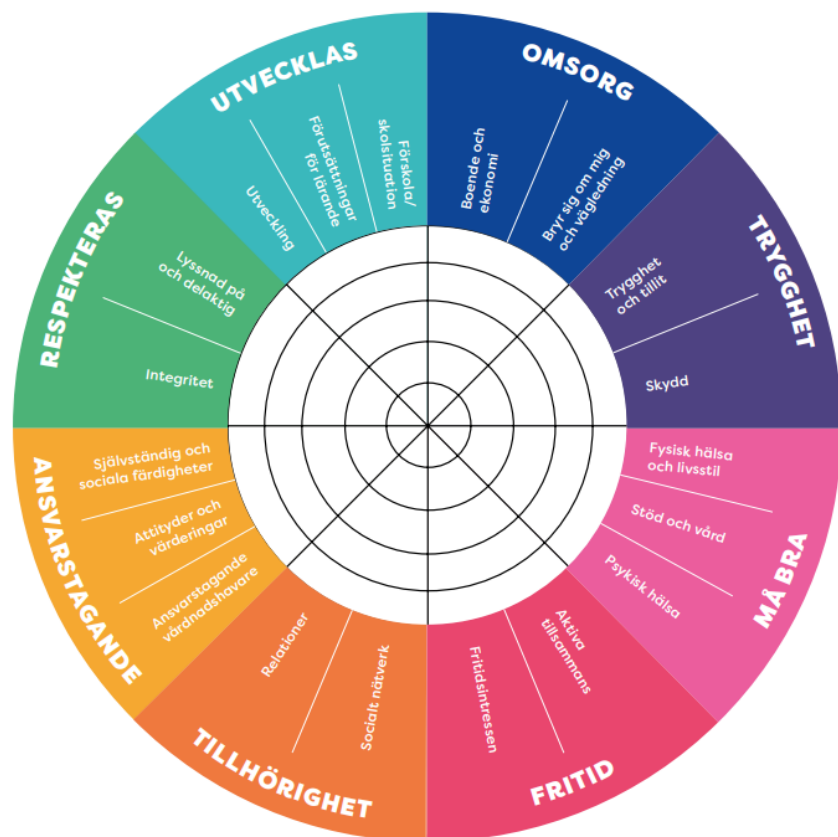 OMSORG
Boende och
ekonomi
Bryr sig om mig
och vägledning
TRYGGHET
Trygghet
och tillit
Skydd
MÅ BRA
Fysisk hälsa
och livsstil
Stöd och vård
Psykisk hälsa
FRITID
Aktiva
tillsammans
Fritidsintressen
TILLHÖRIGHET
Socialt nätverk
Relationer
ANSVARSTAGANDE
Ansvarstagande
vårdnadshavare
Attityder och
värderingar
Självständig och
sociala färdigheter
RESPEKTERAS
Integritet
Lyssnad på
och delaktig
UTVECKLAS
Utveckling
Förutsättningar
för lärande
Förskola/
skolsituation